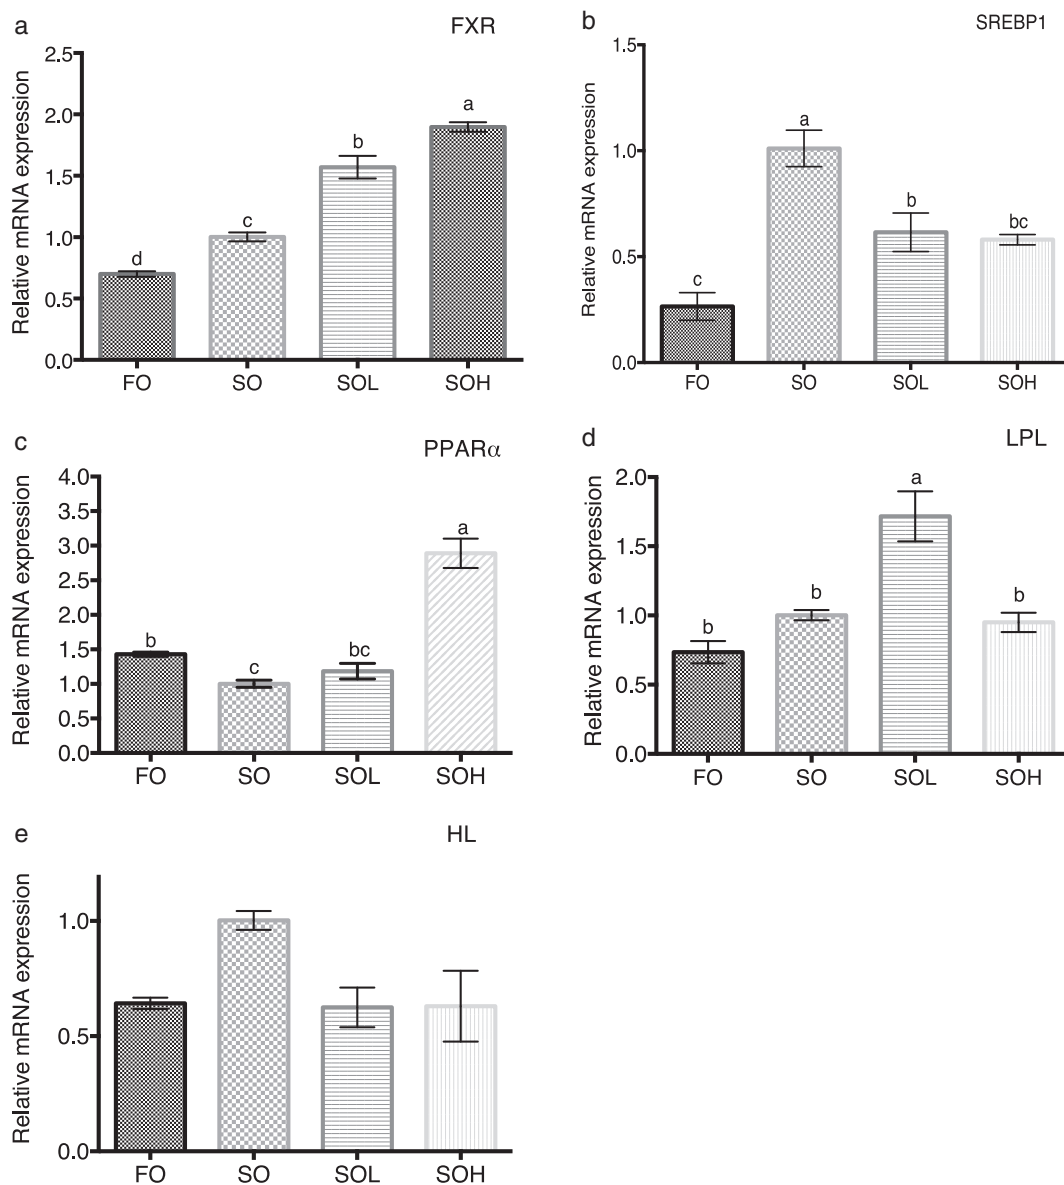 a
FXR
Relative mRNA expression
2.5
2.0
1.5
1.0
0.5
0.0
d
c
b
a
FO
SO
SOL
SOH
b
SREBP1
Relative mRNA expression
1.5
1.0
0.5
0.0
c
a
b
bc
FO
SO
SOL
SOH
c
PPARα
Relative mRNA expression
4.0
3.5
3.0
2.5
2.0
1.5
1.0
0.5
0.0
b
c
bc
a
FO
SO
SOL
SOH
d
LPL
Relative mRNA expression
2.0
1.5
1.0
0.5
0.0
b
b
a
b
FO
SO
SOL
SOH
e
HL
Relative mRNA expression
1.0
0.5
0.0
FO
SO
SOL
SOH